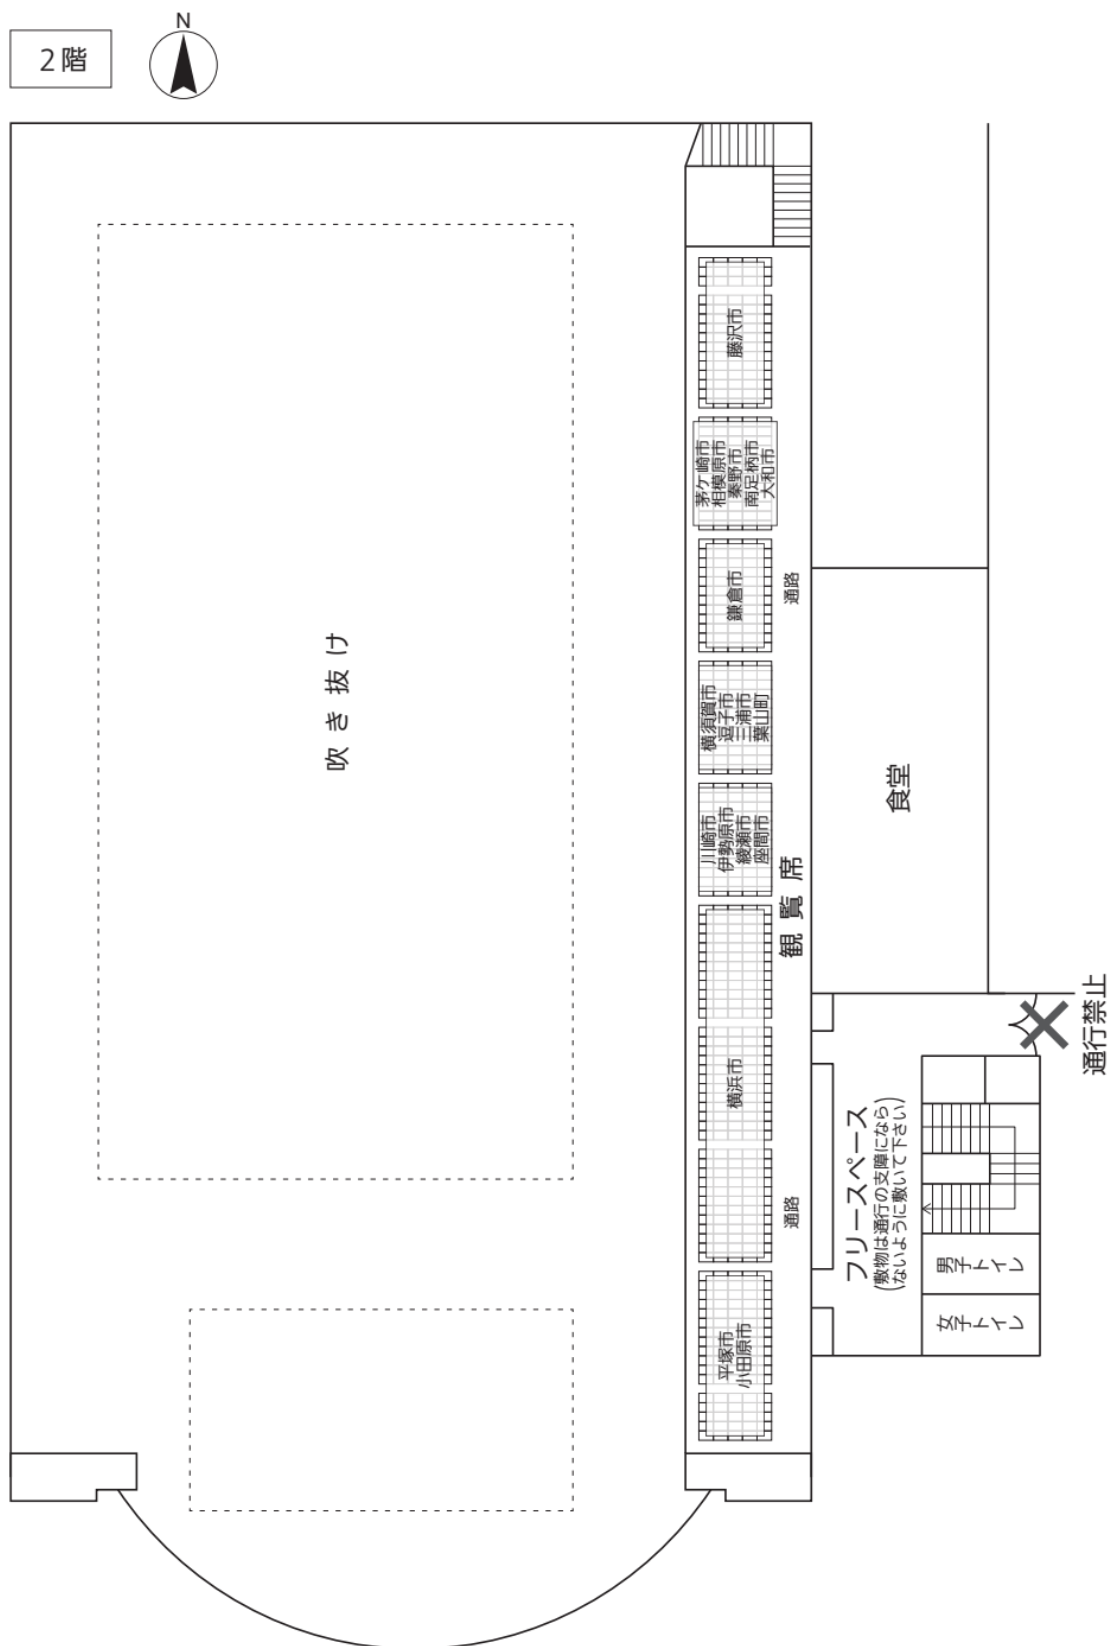 2階
N
吹き抜け
藤沢市
茅ケ崎市
相模原市
秦野市
南足柄市
大和市
鎌倉市
通路
横須賀市
逗子市
三浦市
葉山町
川崎市
伊勢原市
綾瀬市
座間市
観覧席
食堂
横浜市
通路
平塚市
小田原市
通行禁止
フリースペース
(敷物は通行の支障になら)
(ないように敷いて下さい)
男子
トイレ
女子
トイレ